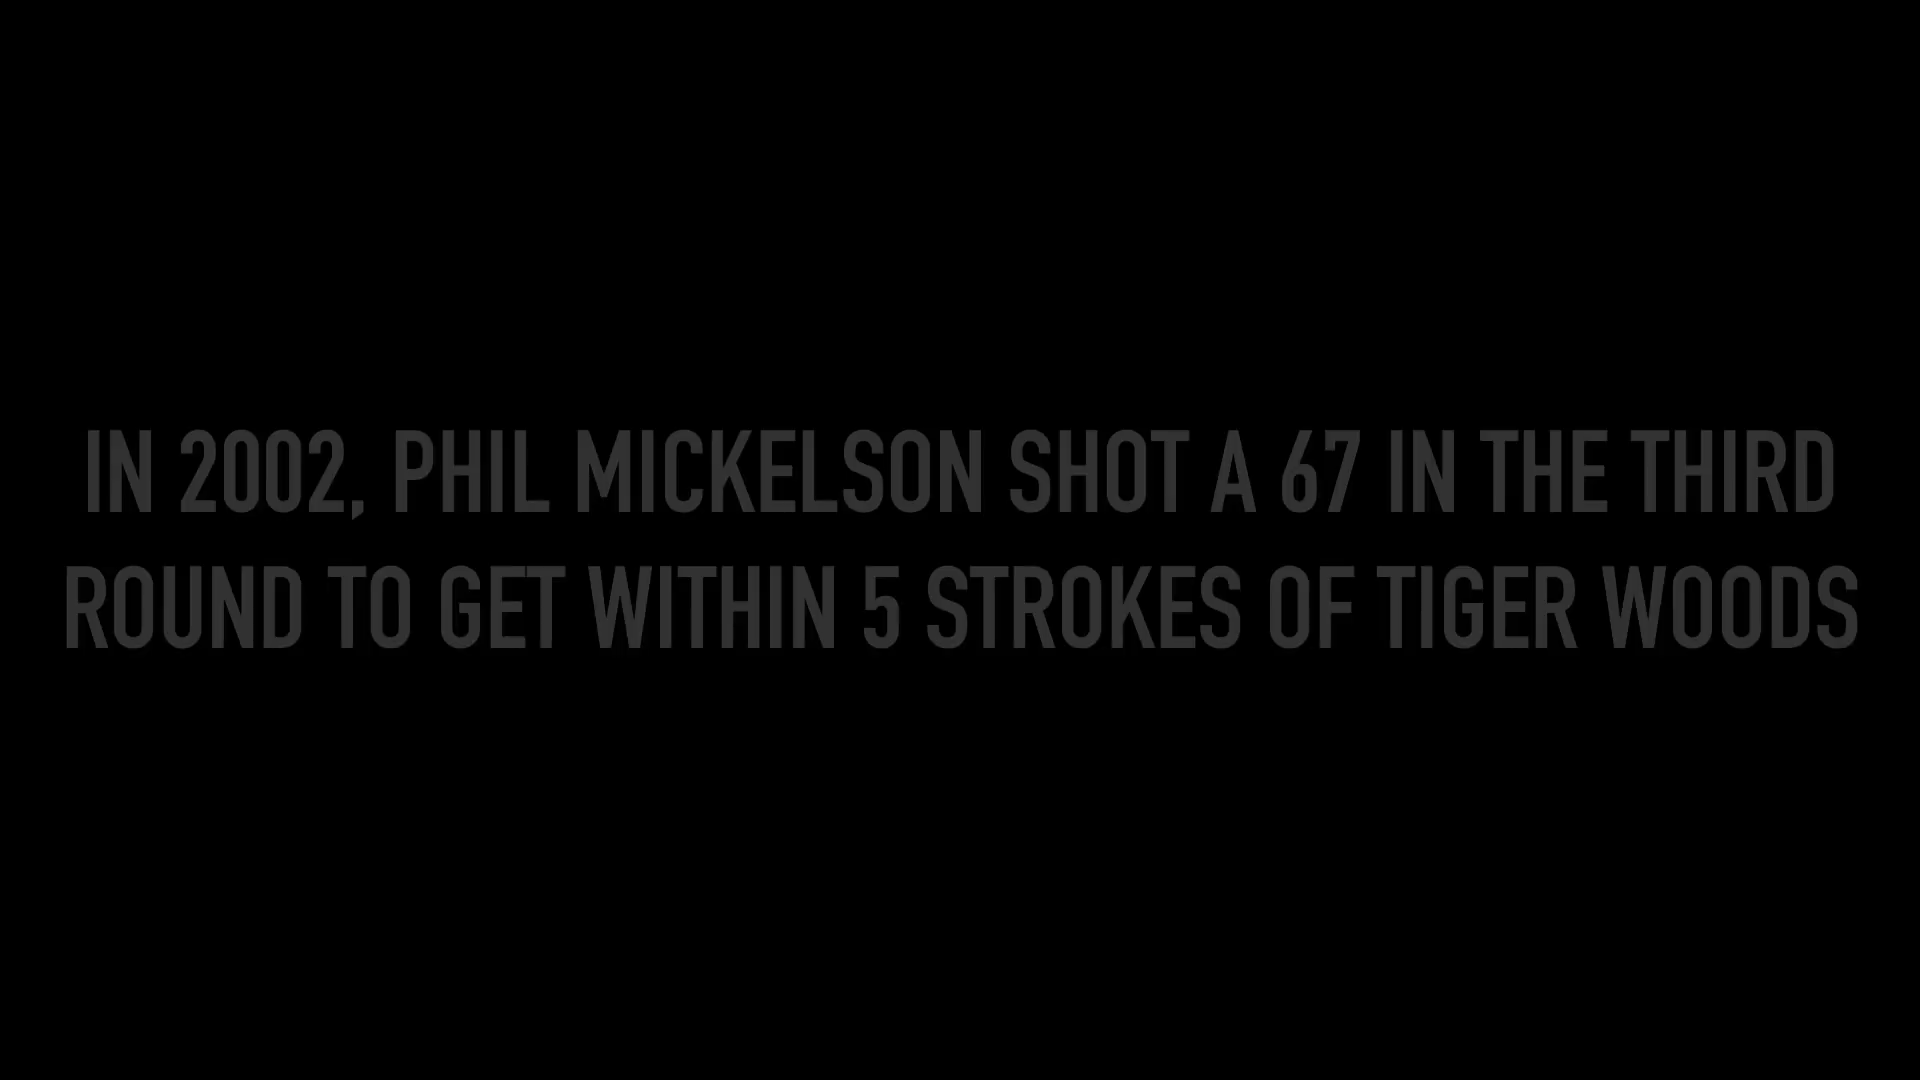 IN 2002, PHIL MICKELSON SHOT A 67 IN THE THIRD
ROUND TO GET WITHIN 5 STROKES OF TIGER WOODS